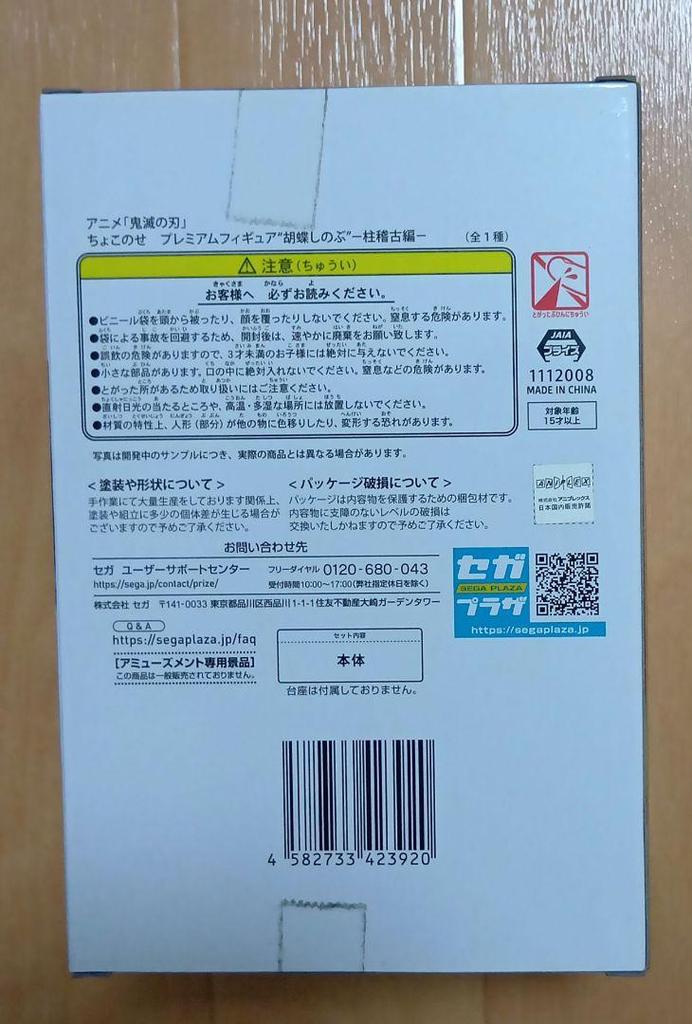 アニメ「鬼滅の刃」
ちょこのせ プレミアムフィギュア"胡蝶しのぶ"ー柱稽古編ー (全1種)
⚠ 注意(ちゅうい)
お客様へ 必ずお読みください。
●ビニール袋を頭から被ったり、顔を覆ったりしないでください。窒息する危険があります。
●袋による事故を回避するため、開封後は、速やかに廃棄をお願い致します。
●誤飲の危険がありますので、3才未満のお子様には絶対に与えないでください。
●小さな部品があります。口の中に絶対入れないでください。窒息などの危険があります。
●とがった所があるため取り扱いにはご注意ください。
●直射日光の当たるところや、高温・多湿な場所には放置しないでください。
●材質の特性上、人形(部分)が他の物に色移りしたり、変形する恐れがあります。
とがったぶひんにちゅうい
JAIA
プライズ
1112008
MADE IN CHINA
対象年齢
15才以上
写真は開発中のサンプルにつき、実際の商品とは異なる場合があります。
<塗装や形状について>
手作業にて大量生産をしております関係上、
塗装や組立に多少の個体差が生じる場合が
ございますので予めご了承ください。
<パッケージ破損について>
パッケージは内容物を保護するための梱包材です。
内容物に支障のないレベルの破損は
交換いたしかねますので予めご了承ください。
株式会社アニプレックス
日本国内販売許諾
お問い合わせ先
セガ ユーザーサポートセンター フリーダイヤル 0120-680-043
https://sega.jp/contact/prize/ 受付時間10:00~17:00(弊社指定休日を除く)
株式会社 セガ 〒141-0033 東京都品川区西品川1-1-1住友不動産大崎ガーデンタワー
Q&A
https://segaplaza.jp/faq
[アミューズメント専用景品]
この商品は一般販売されておりません。
セット内容
本体
台座は付属しておりません。
セガ
SEGA PLAZA
プラザ
https://segaplaza.jp
4 582733 423920